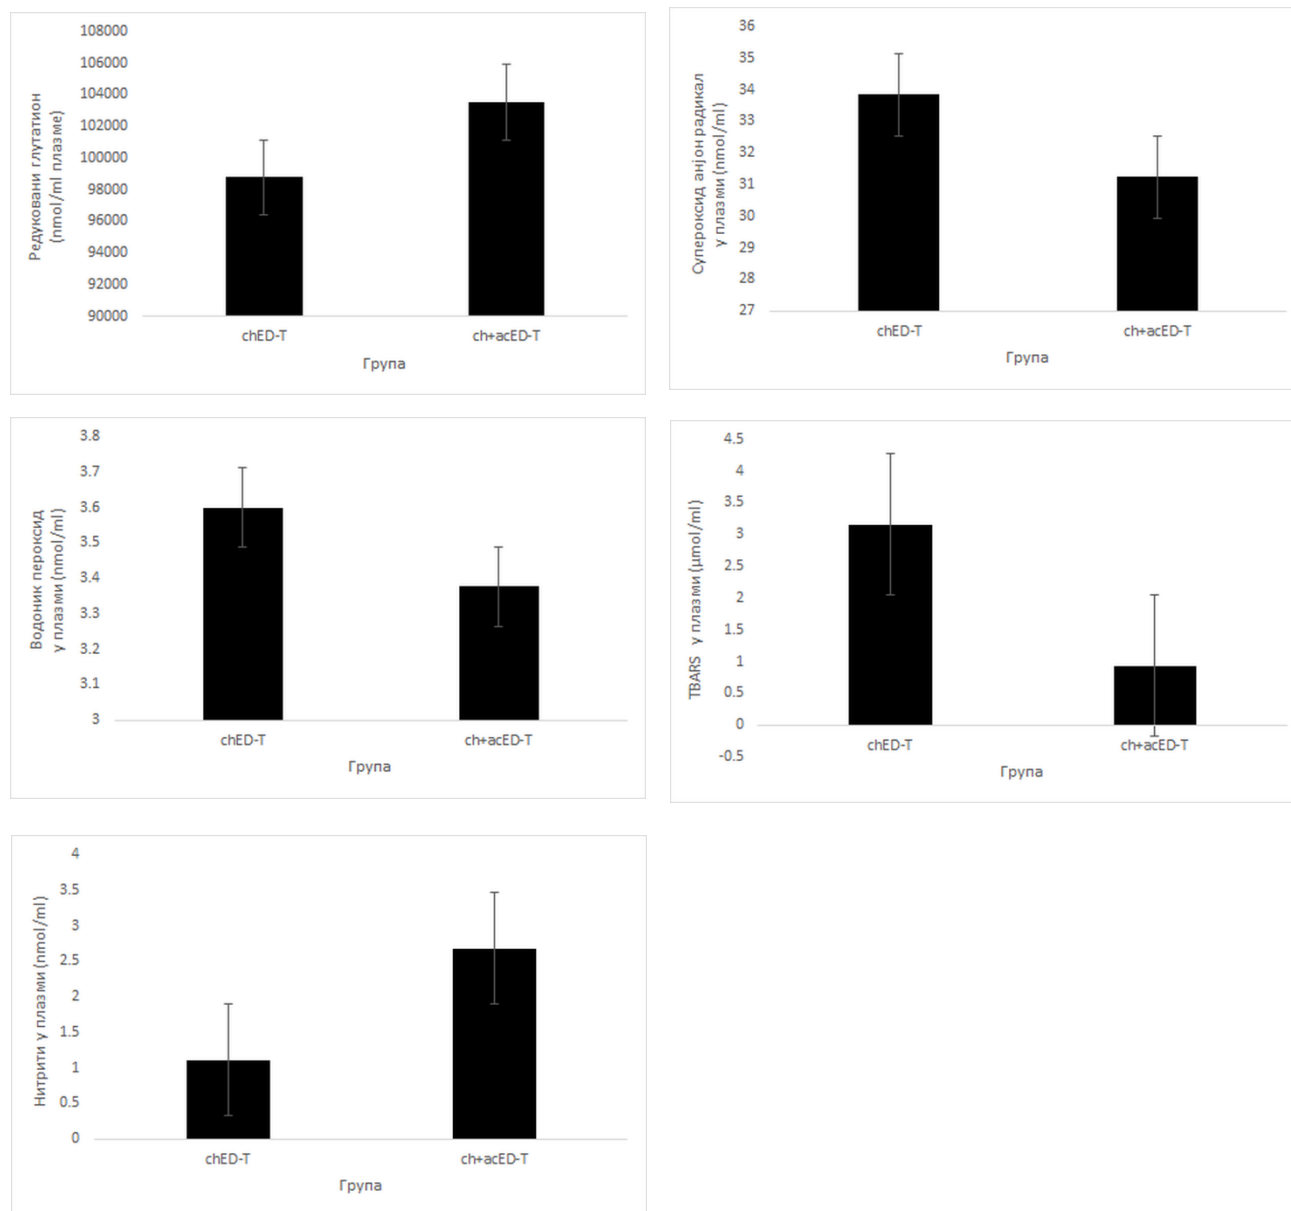 108000
106000
104000
102000
100000
98000
96000
94000
92000
90000
Редуковани глутатион
(nmol/ml плазме)
chED-T
ch+acED-T
Група
36
35
34
33
32
31
30
29
28
27
Супероксид анјон радикал
у плазми (nmol/ml)
chED-T
ch+acED-T
Група
3.8
3.7
3.6
3.5
3.4
3.3
3.2
3.1
3
Водоник пероксид
у плазми (nmol/ml)
chED-T
ch+acED-T
Група
4.5
4
3.5
3
2.5
2
1.5
1
0.5
0
-0.5
TBARS у плазми (µmol/ml)
chED-T
ch+acED-T
Група
4
3.5
3
2.5
2
1.5
1
0.5
0
Нитрити у плазми (nmol/ml)
chED-T
ch+acED-T
Група